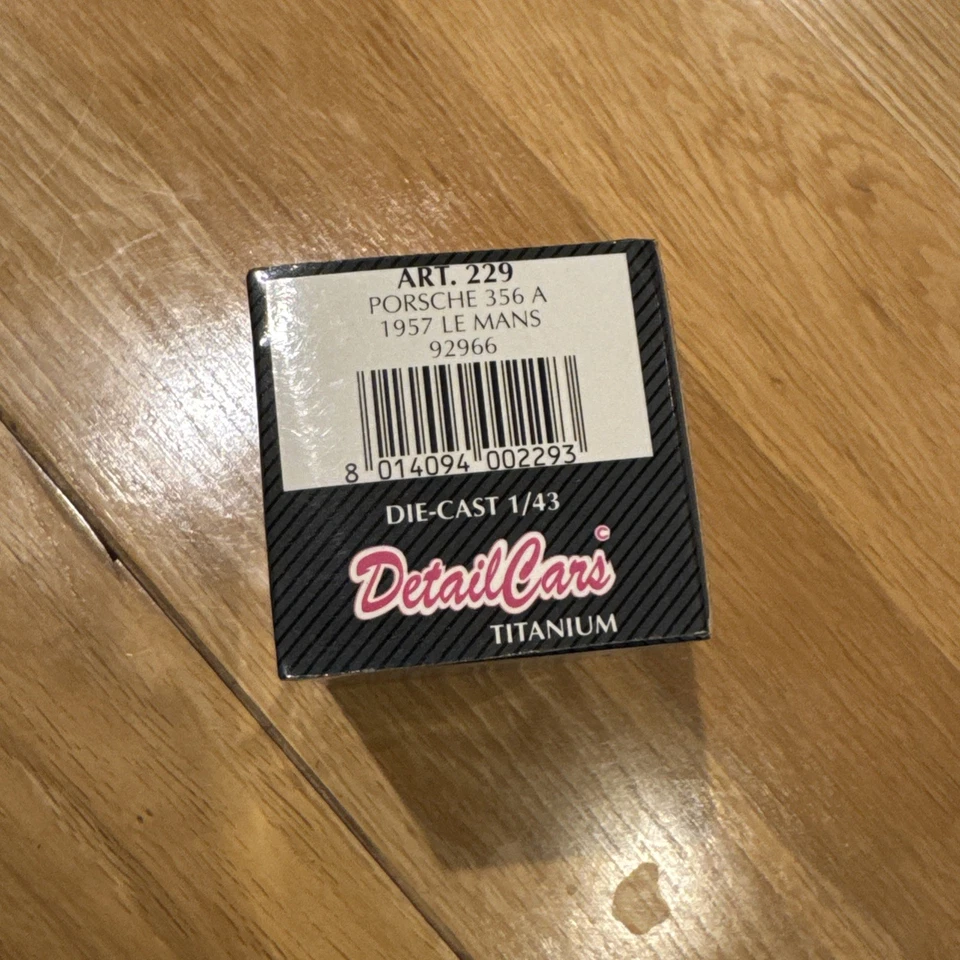 ART. 229
PORSCHE 356 A
1957 LE MANS
92966
8 014094 002293
DIE-CAST 1/43
DetailCars ©
TITANIUM